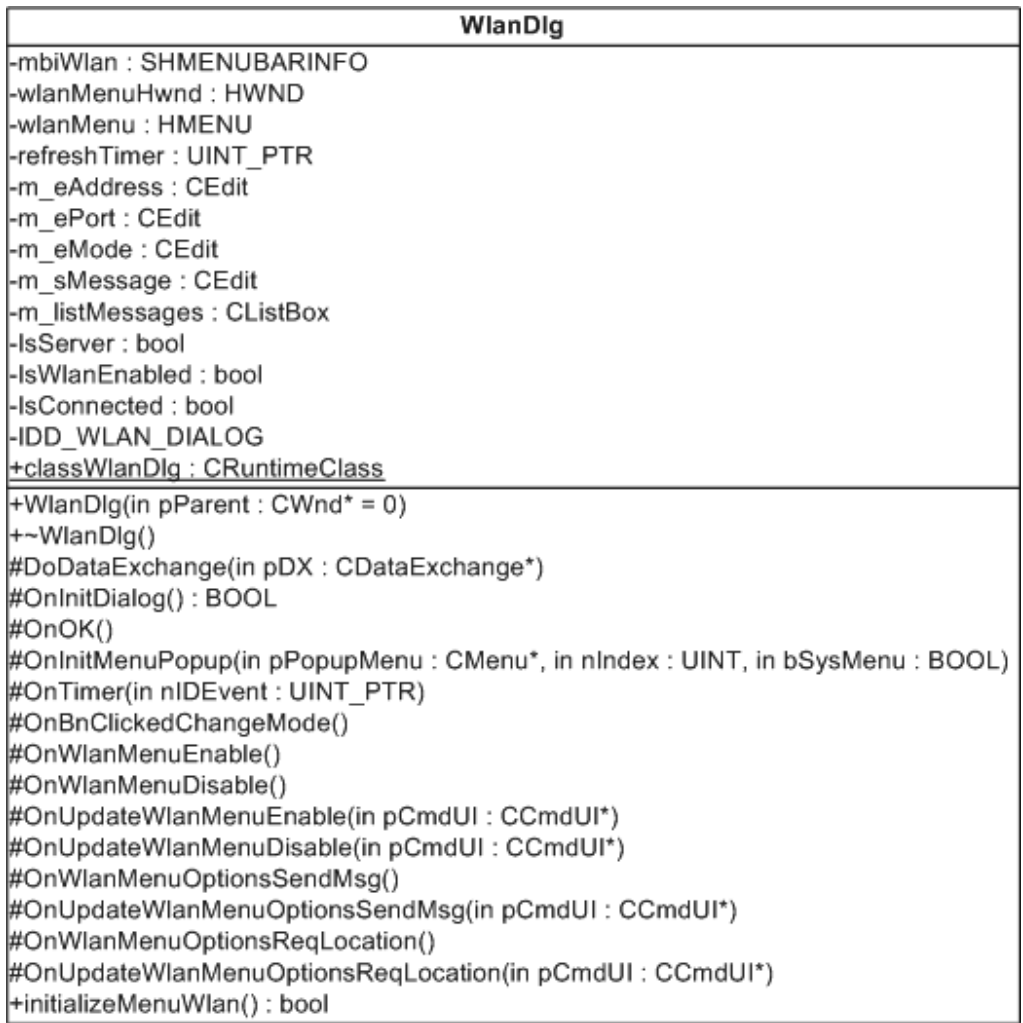 WlanDlg
-mbiWlan : SHMENUBARINFO
-wlanMenuHwnd : HWND
-wlanMenu : HMENU
-refreshTimer : UINT_PTR
-m_eAddress : CEdit
-m_ePort : CEdit
-m_eMode : CEdit
-m_sMessage : CEdit
-m_listMessages : CListBox
-IsServer : bool
-IsWlanEnabled : bool
-IsConnected : bool
-IDD_WLAN_DIALOG
+classWlanDlg : CRuntimeClass
+WlanDlg(in pParent : CWnd* = 0)
+~WlanDlg()
#DoDataExchange(in pDX : CDataExchange*)
#OnInitDialog() : BOOL
#OnOK()
#OnInitMenuPopup(in pPopupMenu : CMenu*, in nIndex : UINT, in bSysMenu : BOOL)
#OnTimer(in nIDEvent : UINT_PTR)
#OnBnClickedChangeMode()
#OnWlanMenuEnable()
#OnWlanMenuDisable()
#OnUpdateWlanMenuEnable(in pCmdUI : CCmdUI*)
#OnUpdateWlanMenuDisable(in pCmdUI : CCmdUI*)
#OnWlanMenuOptionsSendMsg()
#OnUpdateWlanMenuOptionsSendMsg(in pCmdUI : CCmdUI*)
#OnWlanMenuOptionsReqLocation()
#OnUpdateWlanMenuOptionsReqLocation(in pCmdUI : CCmdUI*)
+initializeMenuWlan() : bool